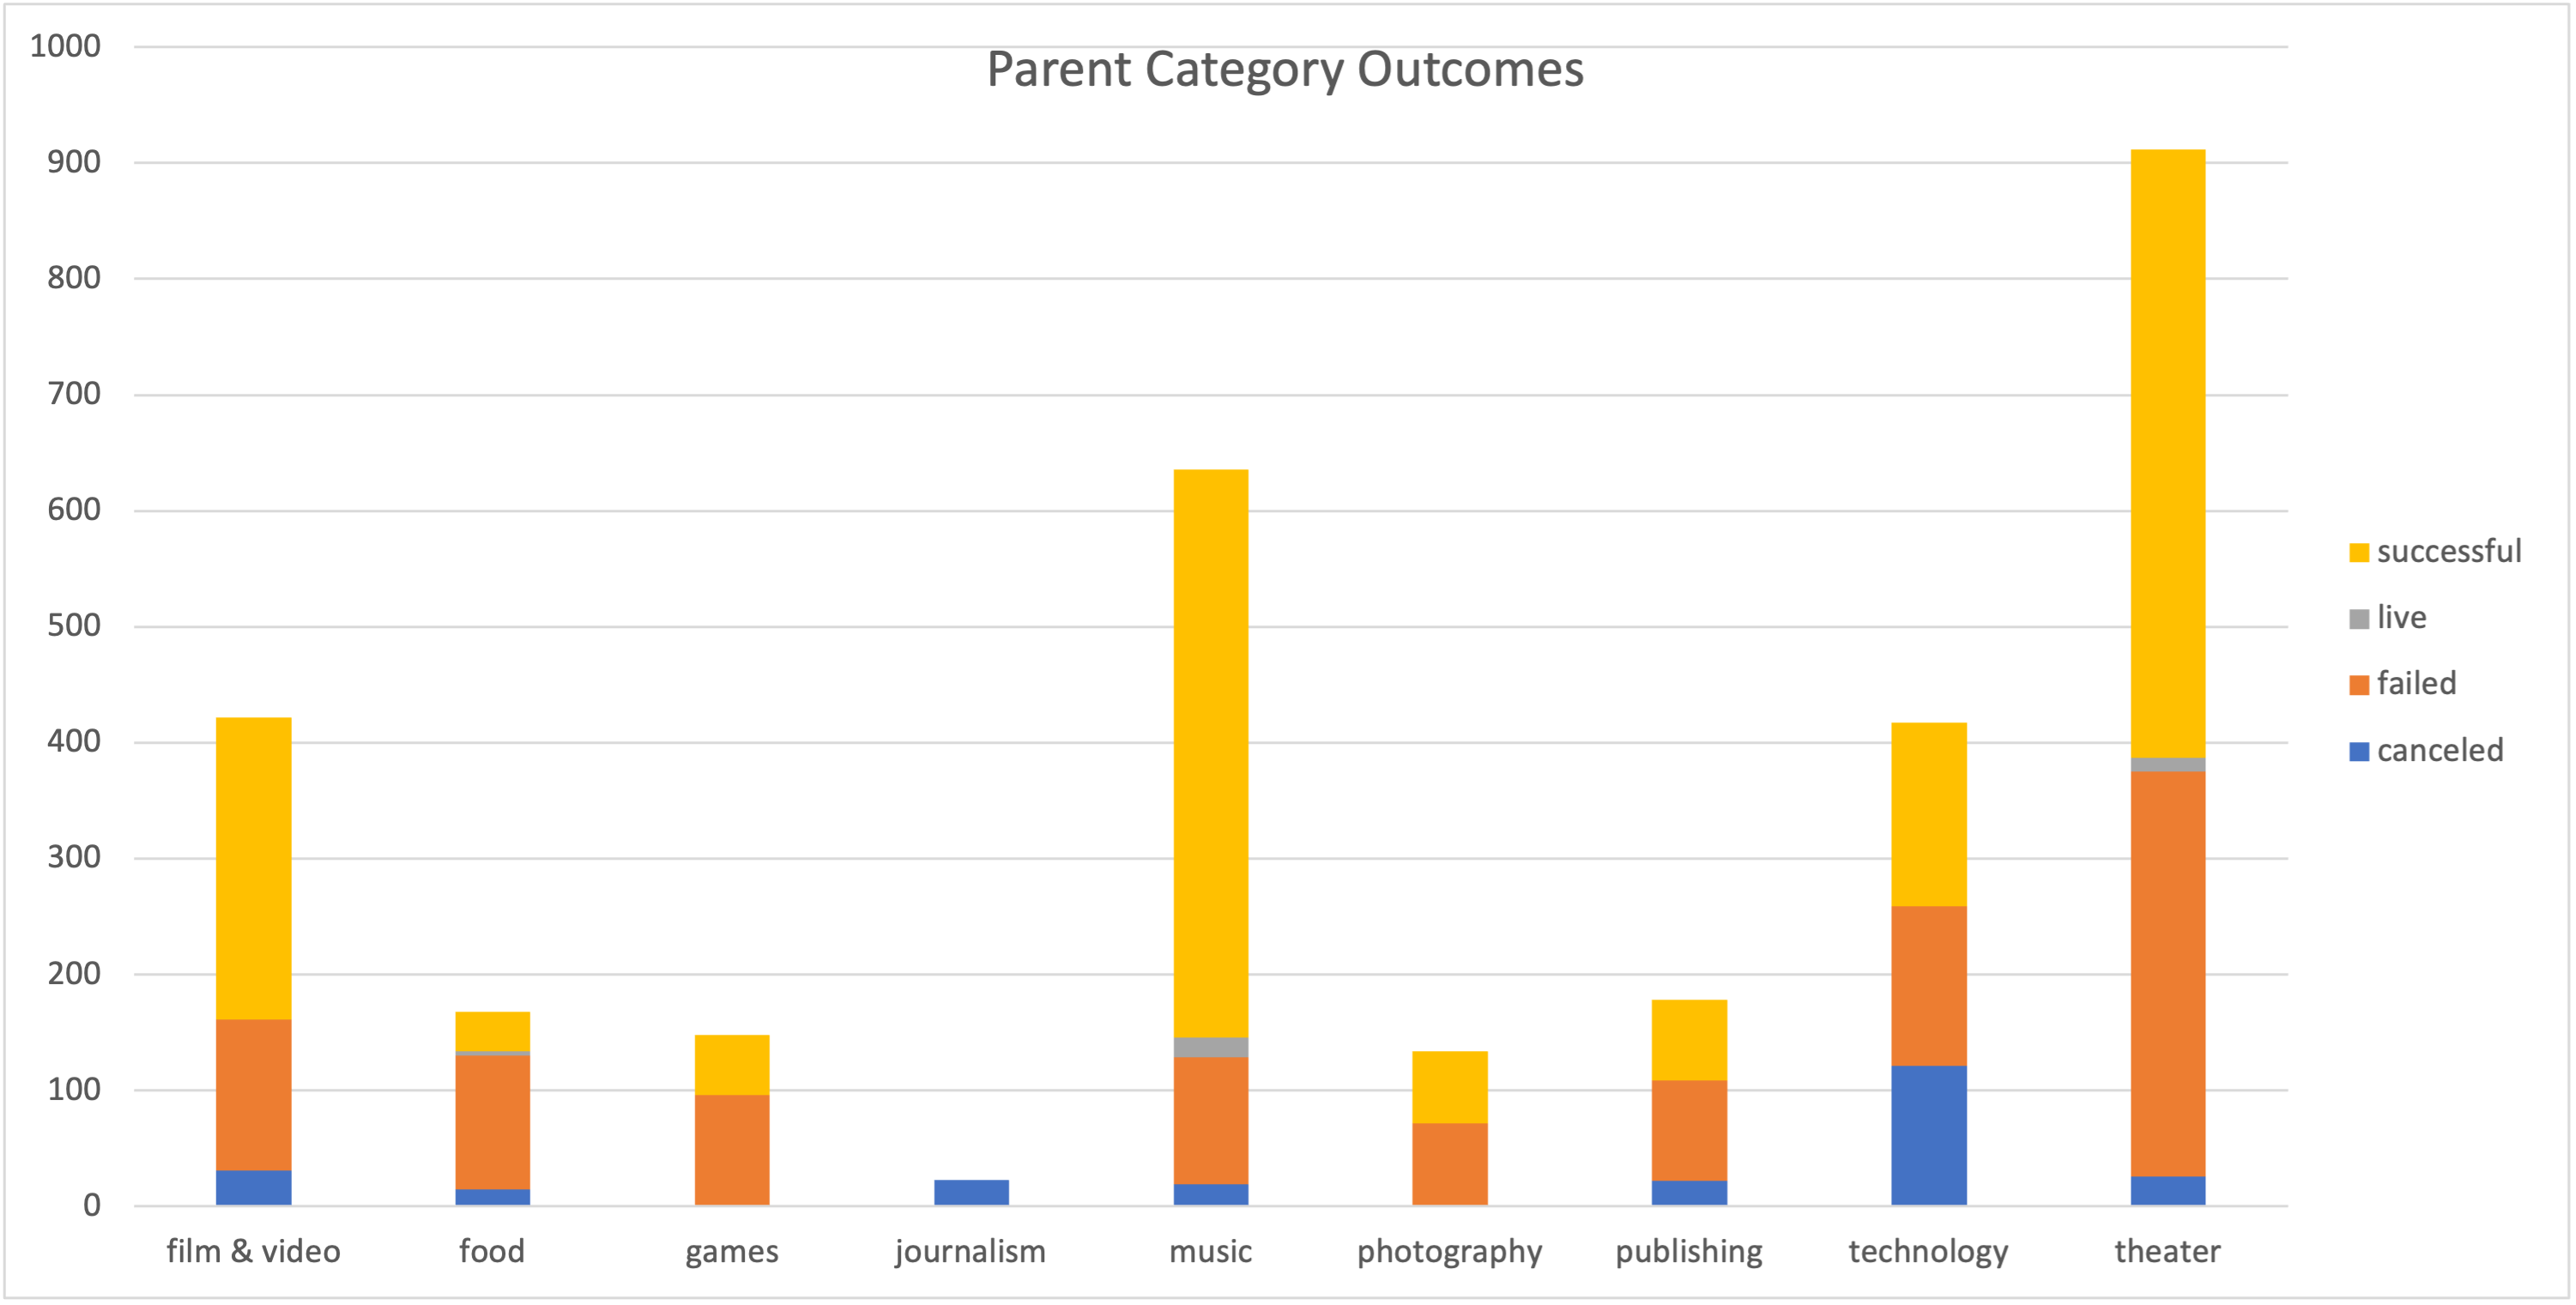 Parent Category Outcomes
1000
900
800
700
600
500
400
300
200
100
0
film & video food games journalism music photography publishing technology theater
successful
live
failed
canceled